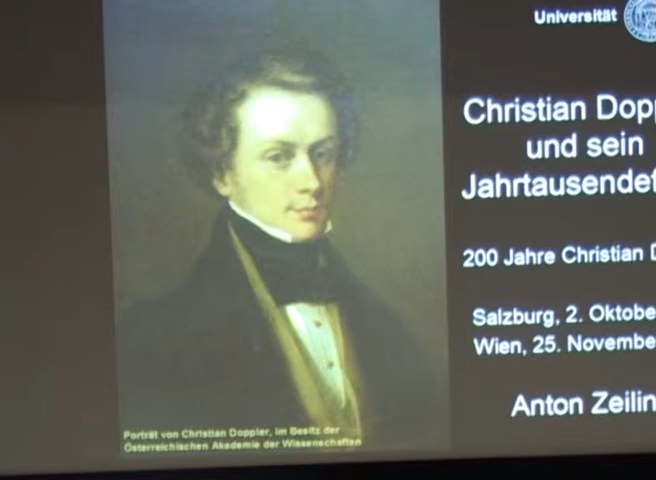 Universität
Christian Dopp
und sein
Jahrtausendef
200 Jahre Christian D
Salzburg, 2. Oktobe
Wien, 25. Novembe
Anton Zeilin
Porträt von Christian Doppler, im Besitz der
Österreichischen Akademie der Wissenschaften